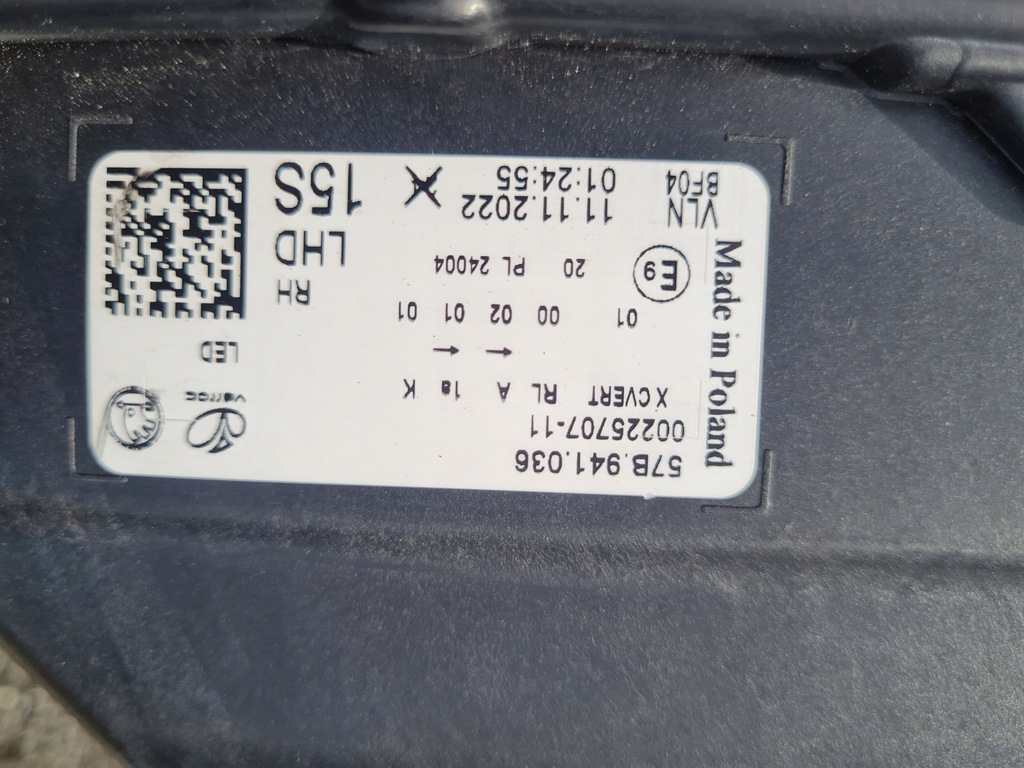 57B.941.036
00225707-11
varroc
X CVERT RL A 1a K
← ←
LED
01 00 02 01 01
RH
E9 20 PL 24004
LHD
VLN 11.11.2022 X 15S
BF04 01:24:55
Made in Poland